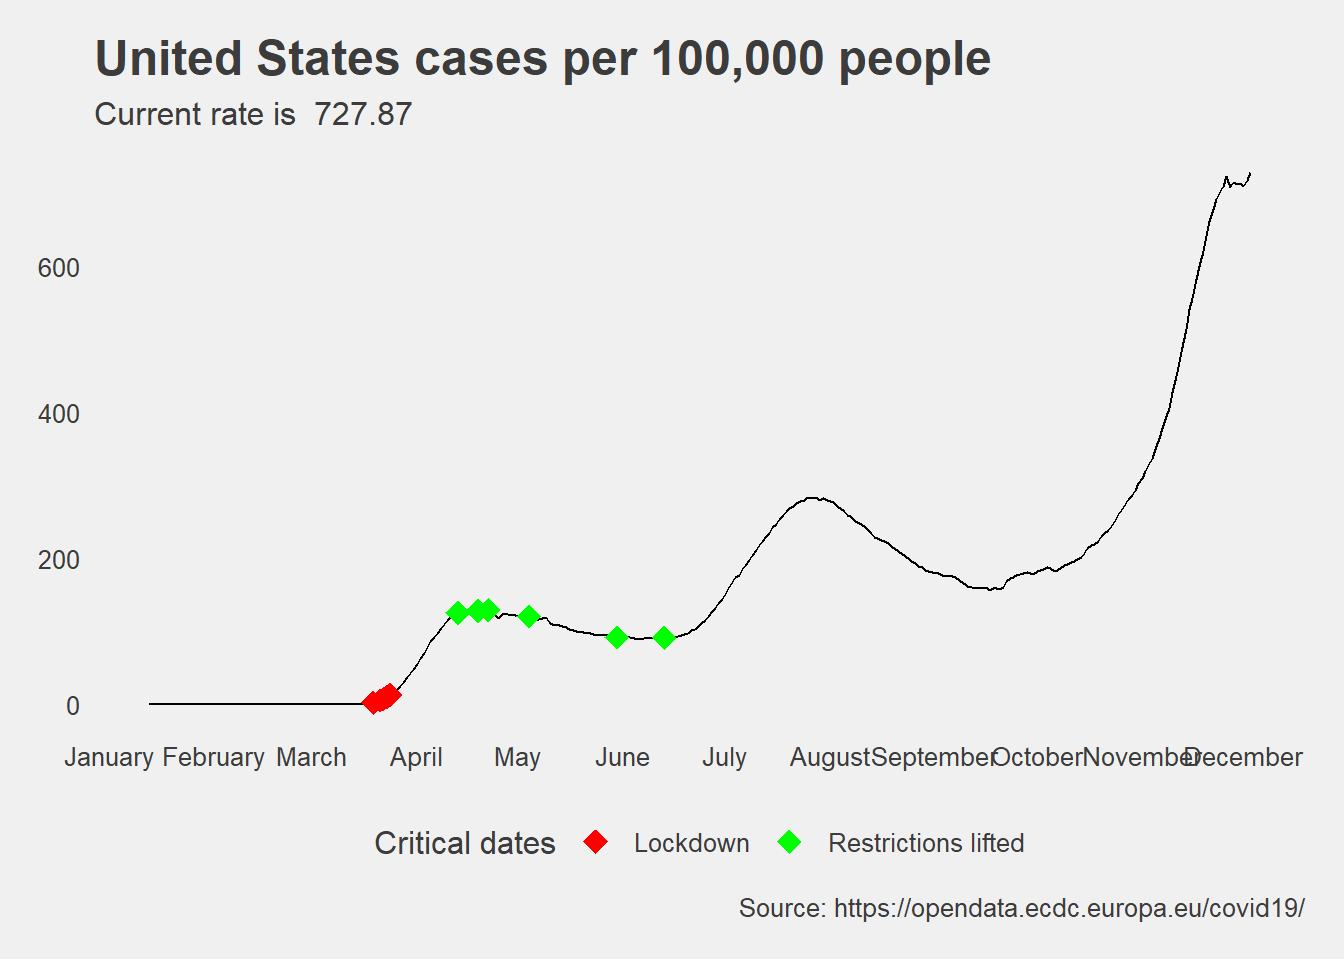 United States cases per 100,000 people
Current rate is  727.87
600
400
200
0
January February March April May June July August September October November December
Critical dates Lockdown Restrictions lifted
Source: https://opendata.ecdc.europa.eu/covid19/